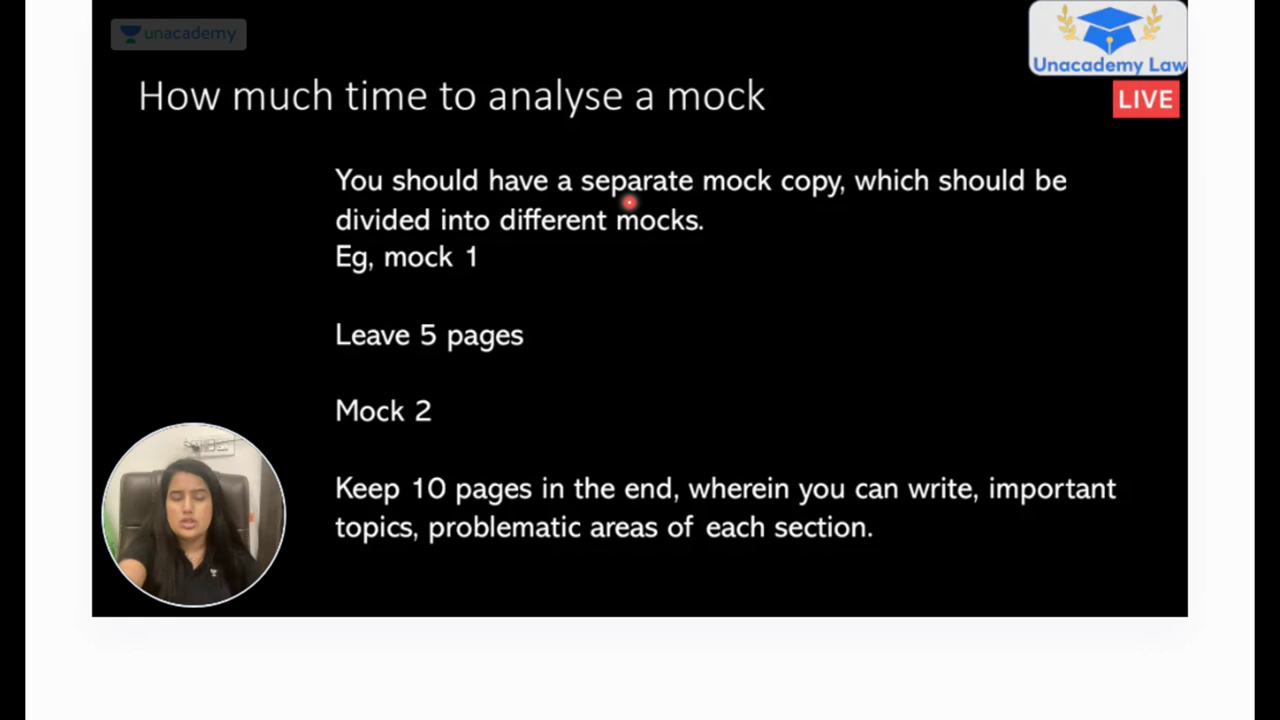 unacademy
Unacademy Law
LIVE
How much time to analyse a mock
You should have a separate mock copy, which should be
divided into different mocks.
Eg, mock 1
Leave 5 pages
Mock 2
Keep 10 pages in the end, wherein you can write, important
topics, problematic areas of each section.